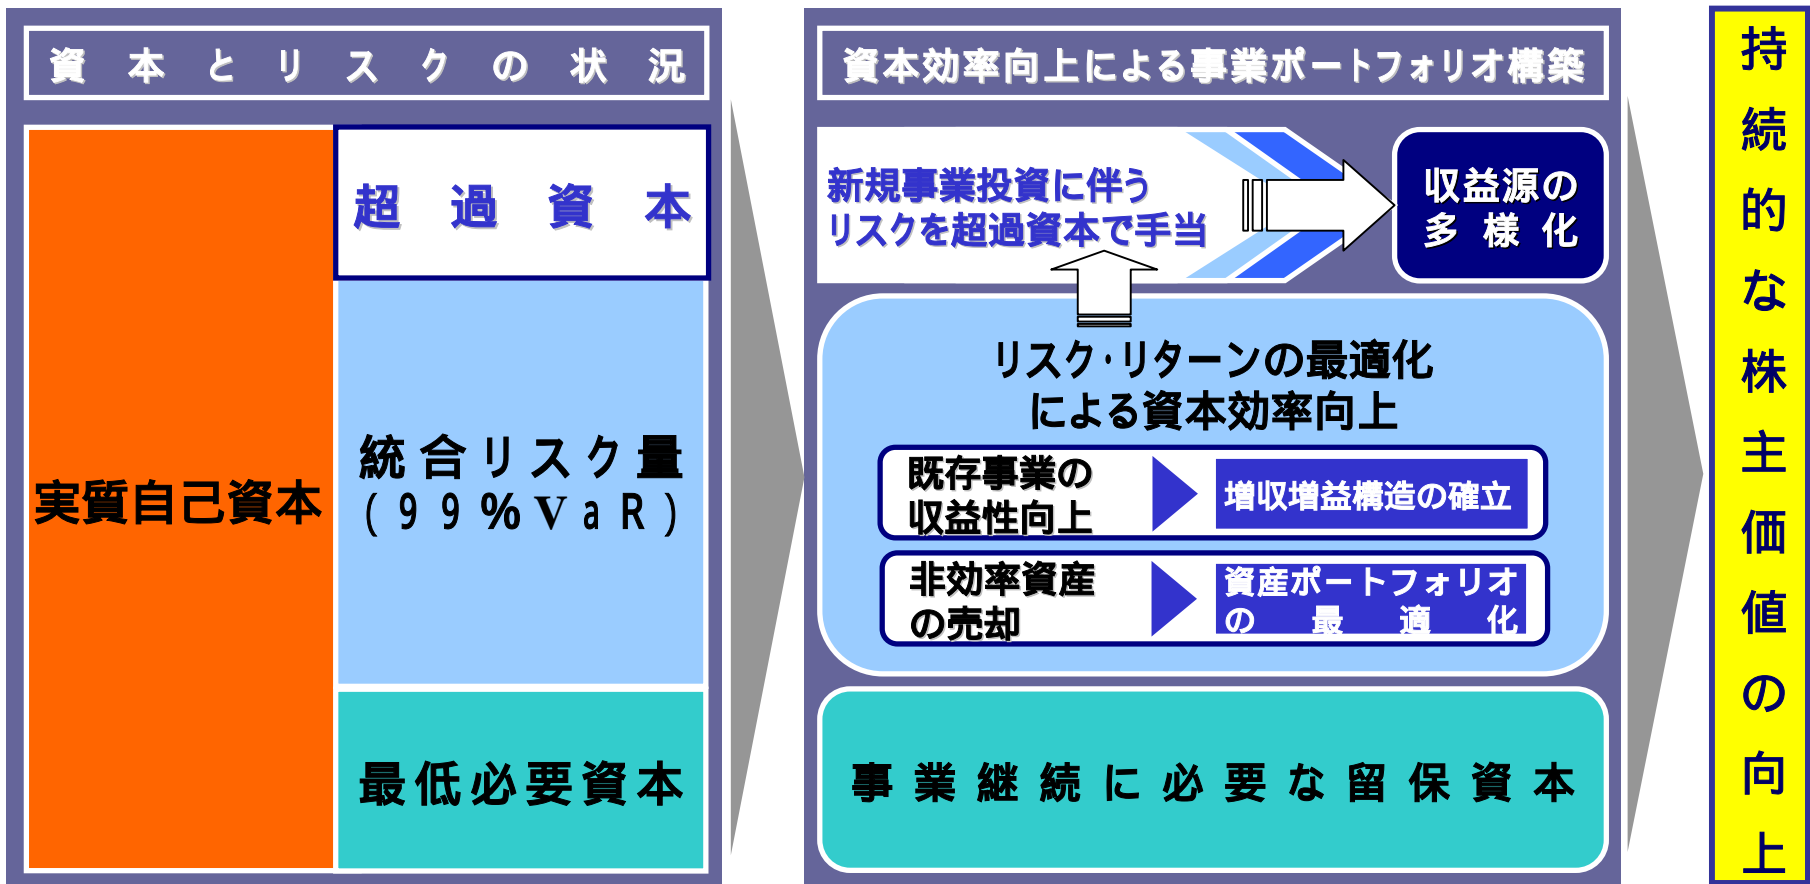 資本とリスクの状況
実質自己資本
超過資本
統合リスク量
(99%VaR)
最低必要資本
資本効率向上による事業ポートフォリオ構築
新規事業投資に伴う
リスクを超過資本で手当
収益源の
多様化
リスク・リターンの最適化
による資本効率向上
既存事業の
収益性向上
増収増益構造の確立
非効率資産
の売却
資産ポートフォリオ
の最適化
事業継続に必要な留保資本
持続的な株主価値の向上